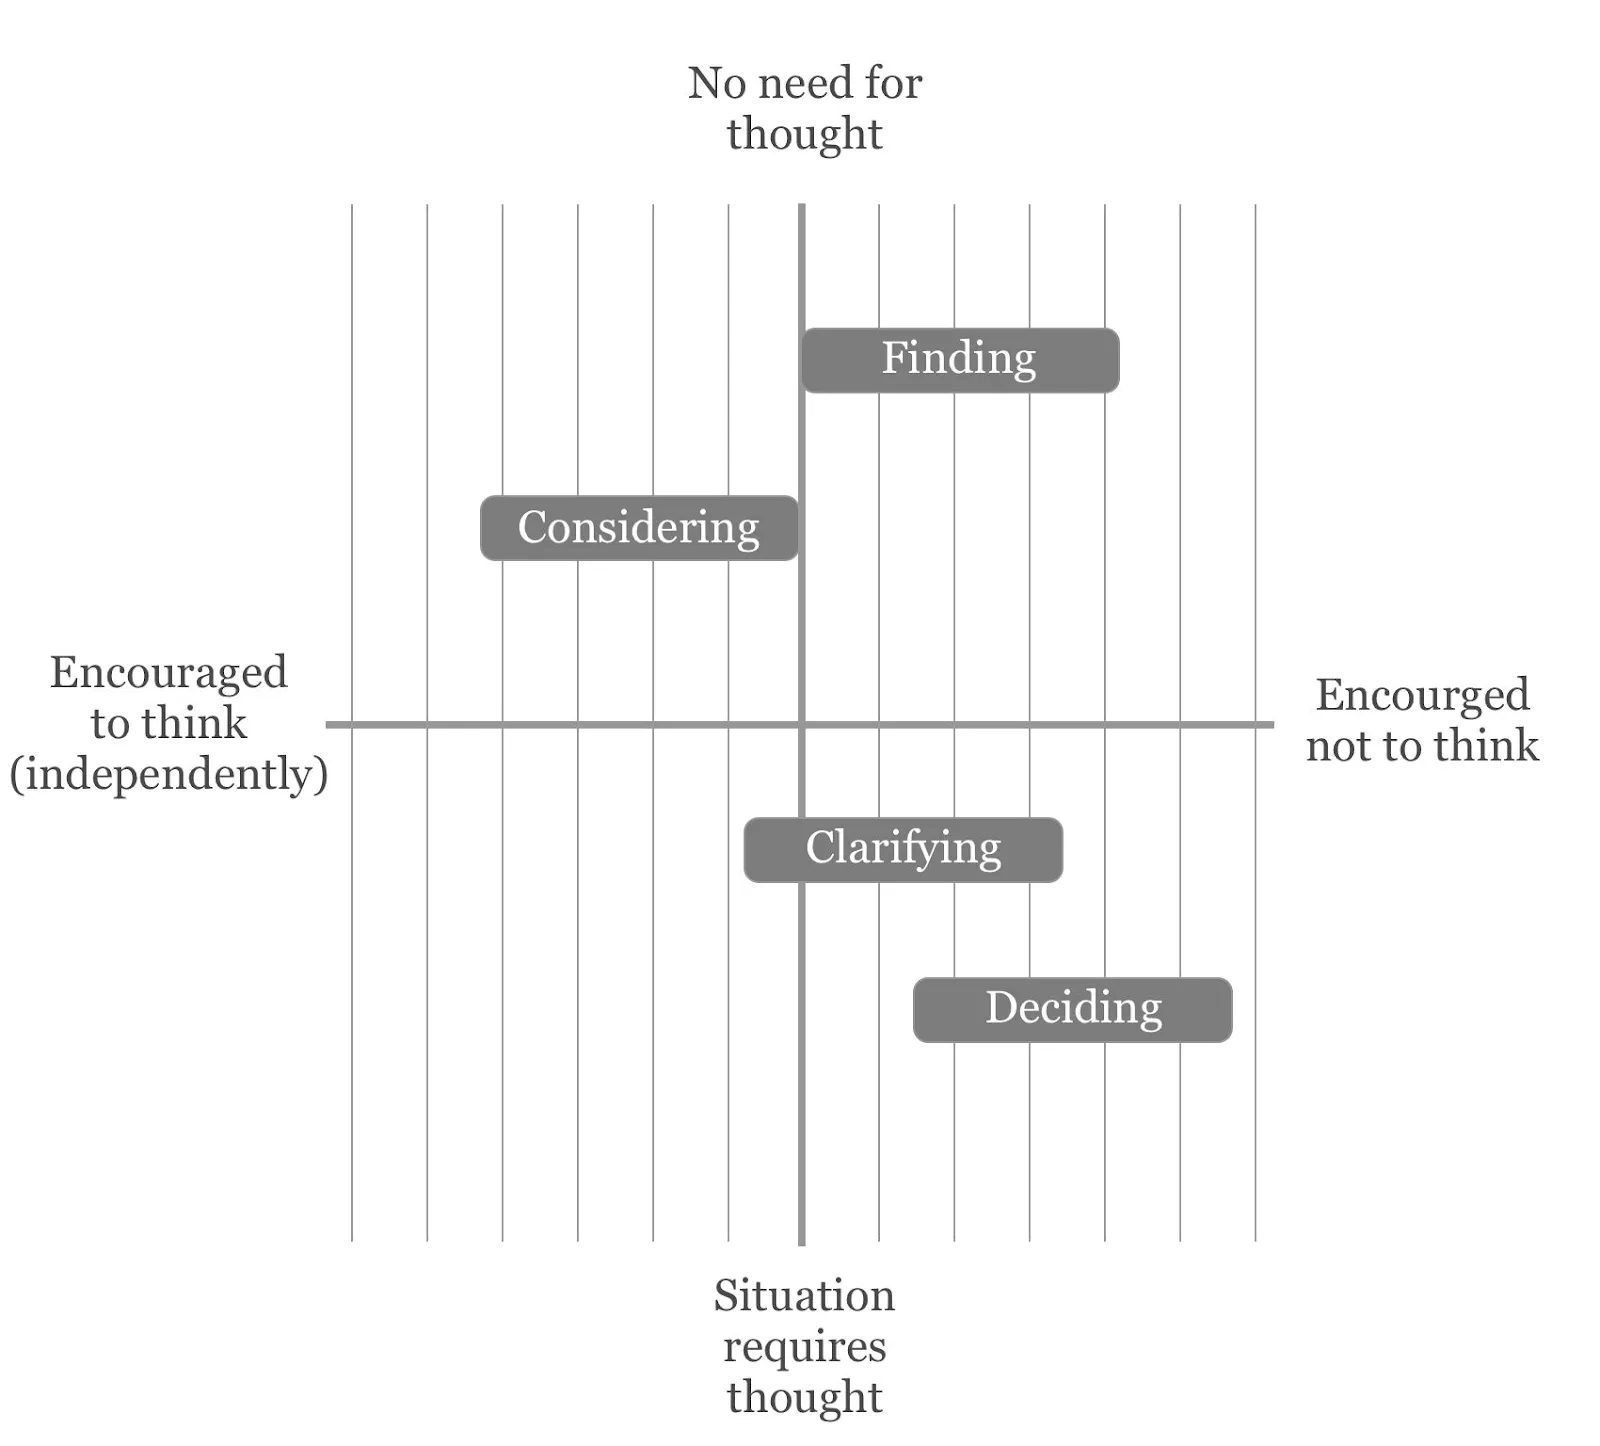 No need for
thought
Finding
Considering
Encouraged
to think
(independently)
Encourged
not to think
Clarifying
Deciding
Situation
requires
thought